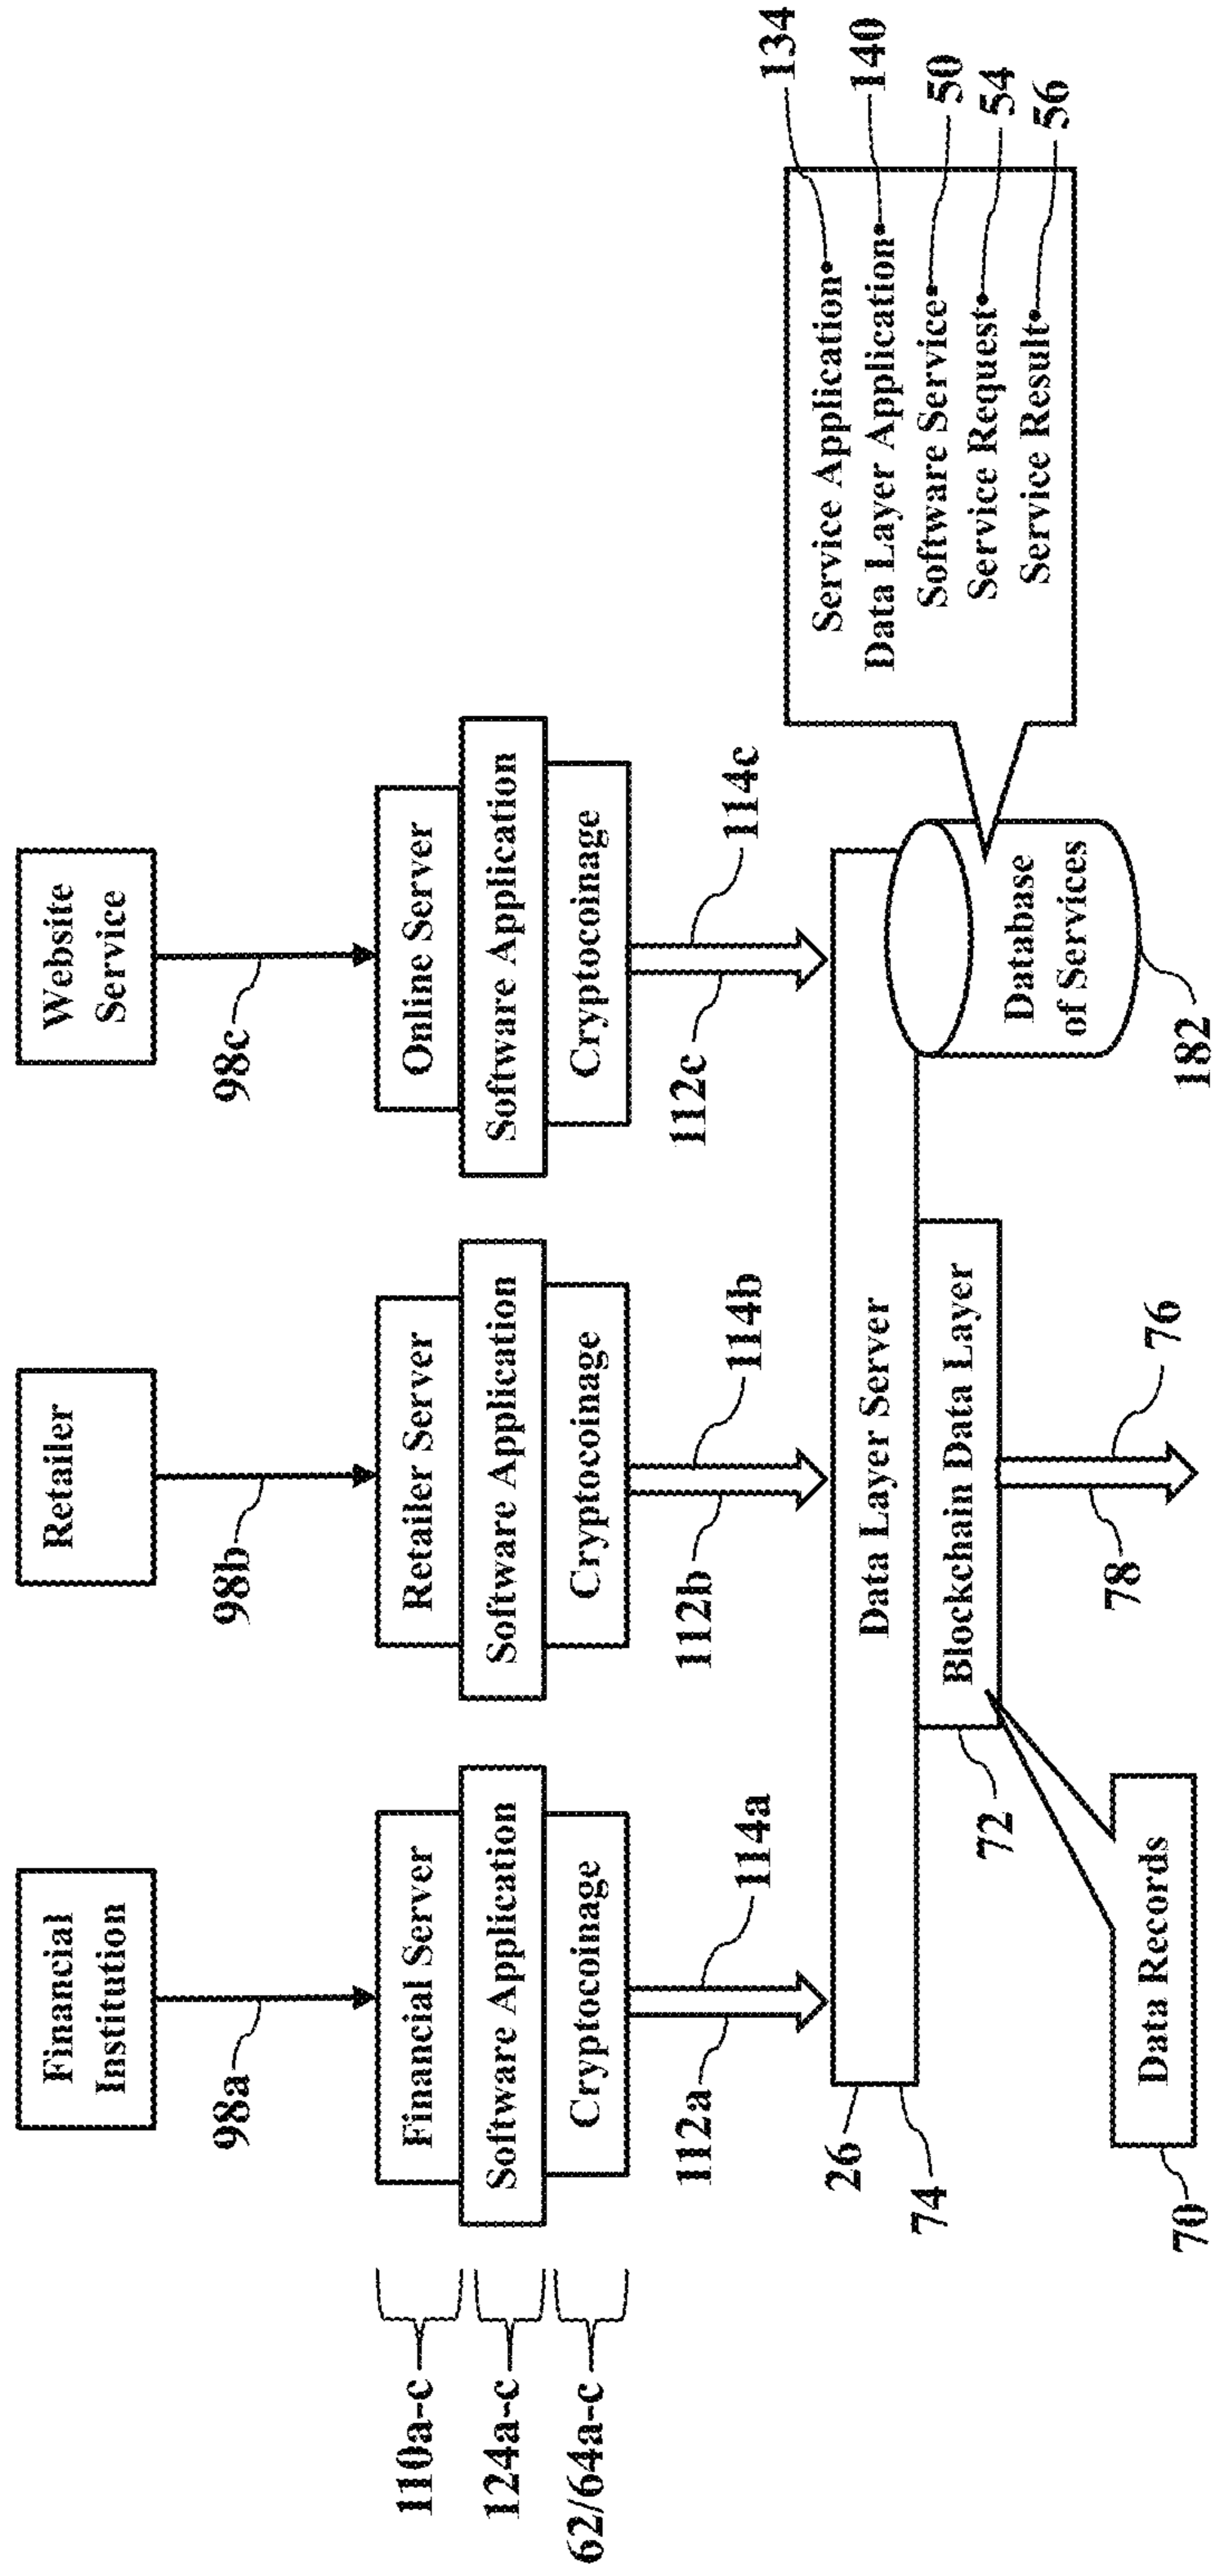 Financial
Institution
Retailer
Website
Service
98a
98b
98c
110a-c
Financial Server
Retailer Server
Online Server
124a-c
Software Application
Software Application
Software Application
62/64a-c
Cryptocoinage
Cryptocoinage
Cryptocoinage
112a
114a
112b
114b
112c
114c
26
74
Data Layer Server
72
Blockchain Data Layer
70
Data Records
78
76
Database
of Services
182
Service Application 134
Data Layer Application 140
Software Service 50
Service Request 54
Service Result 56